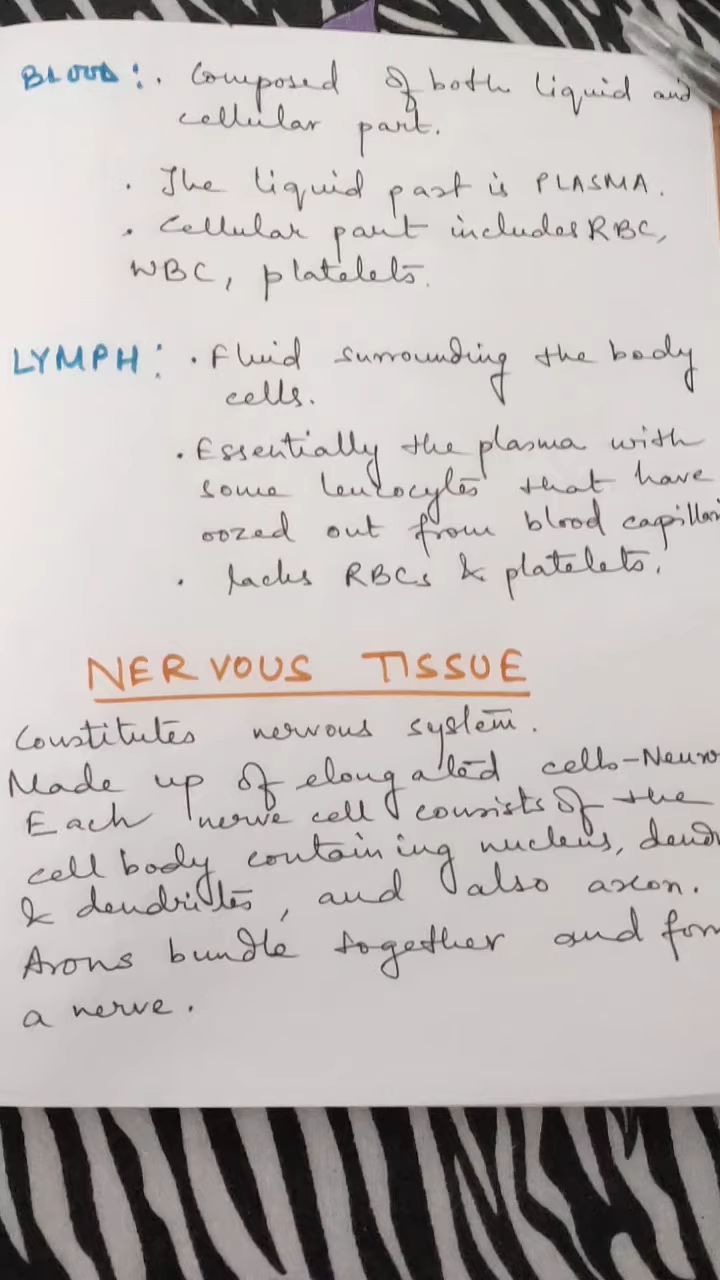 BLOOD : . Composed of both liquid and
cellular part.
. The liquid part is PLASMA.
. Cellular part includes RBC,
WBC, platelets.
LYMPH : . Fluid surrounding the body
cells.
. Essentially the plasma with
some leukocytes that have
oozed out from blood
. lacks RBCs & platelets.
NERVOUS TISSUE
Constitutes nervous system.
Made up of elongated cells -
Each nerve cell consists of the
cell body containing nucleus,
& dendrites, and also axon.
Axons bundle together and
a nerve.